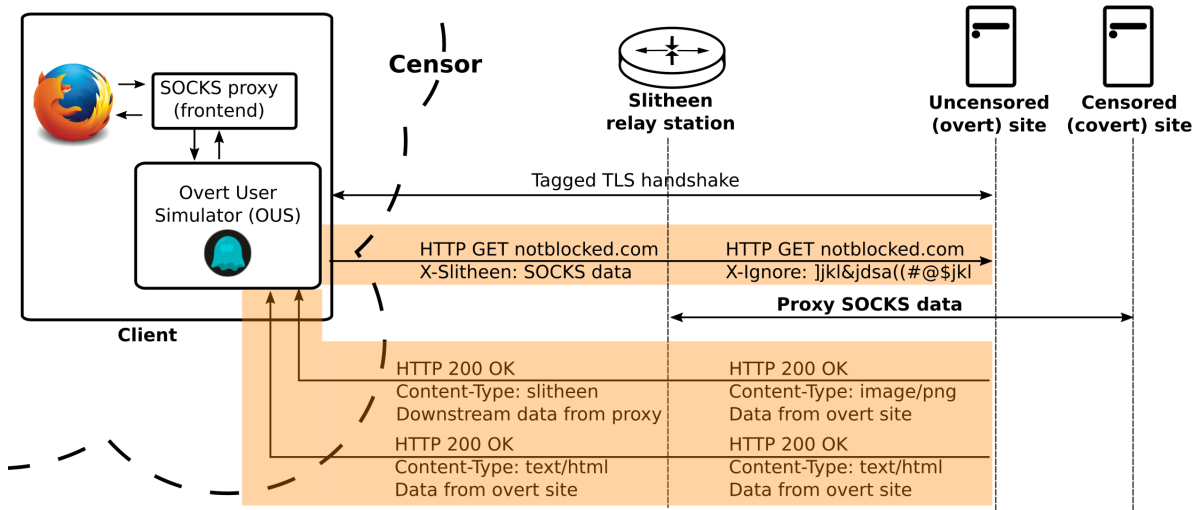 SOCKS proxy
(frontend)
Overt User
Simulator (OUS)
Client
Censor
Slitheen
relay station
Uncensored
(overt) site
Censored
(covert) site
Tagged TLS handshake
HTTP GET notblocked.com
X-Slitheen: SOCKS data
HTTP GET notblocked.com
X-Ignore: ]jkl&jdsa((#@$jkl
Proxy SOCKS data
HTTP 200 OK
Content-Type: slitheen
Downstream data from proxy
HTTP 200 OK
Content-Type: image/png
Data from overt site
HTTP 200 OK
Content-Type: text/html
Data from overt site
HTTP 200 OK
Content-Type: text/html
Data from overt site